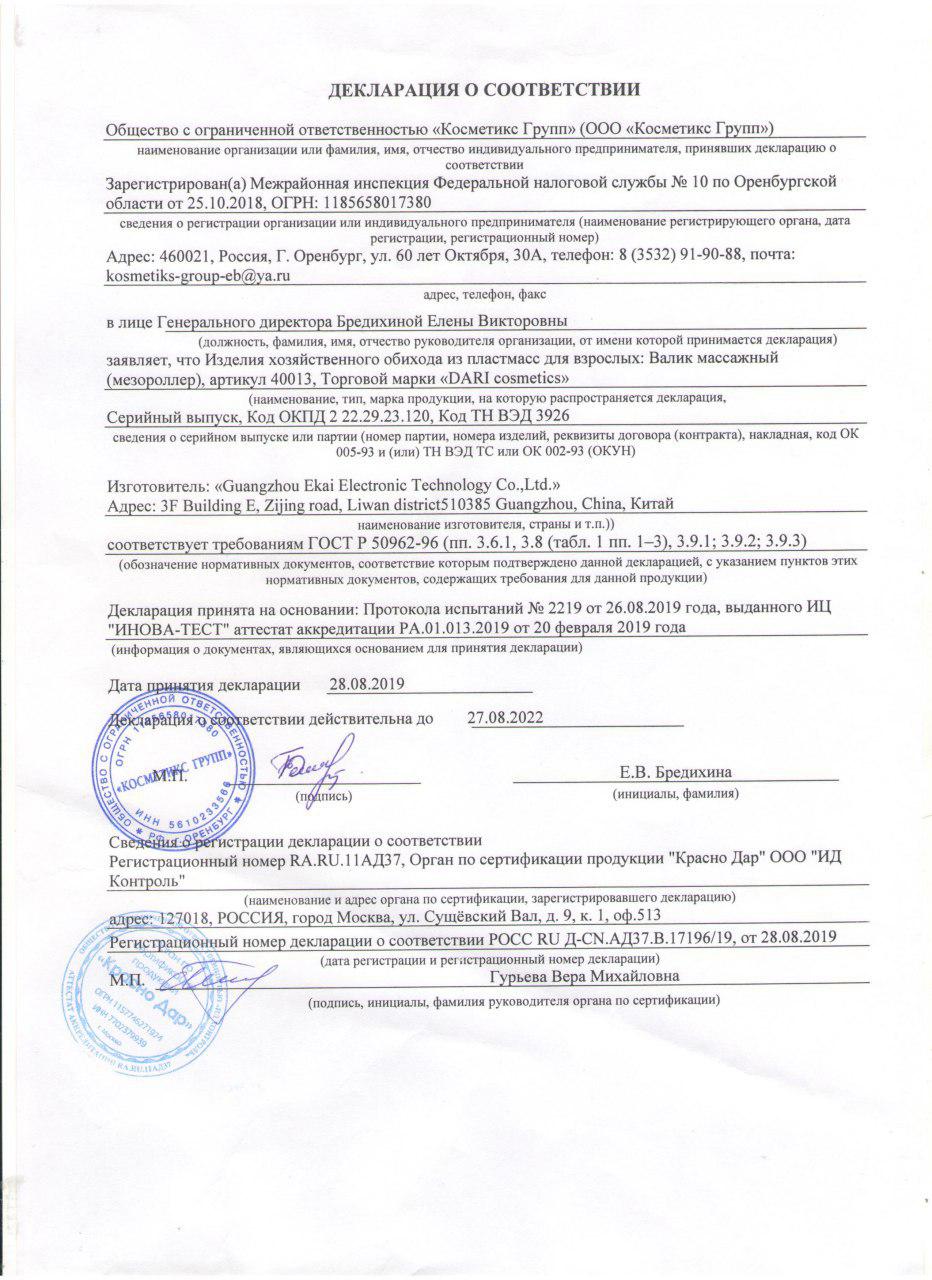 ДЕКЛАРАЦИЯ О СООТВЕТСТВИИ
Общество с ограниченной ответственностью «Косметикс Групп» (ООО «Косметикс Групп»)
наименование организации или фамилия, имя, отчество индивидуального предпринимателя, принявших декларацию о
соответствии
Зарегистрирован(а) Межрайонная инспекция Федеральной налоговой службы № 10 по Оренбургской
области от 25.10.2018, ОГРН: 1185658017380
сведения о регистрации организации или индивидуального предпринимателя (наименование регистрирующего органа, дата
регистрации, регистрационный номер)
Адрес: 460021, Россия, Г. Оренбург, ул. 60 лет Октября, 30А, телефон: 8 (3532) 91-90-88, почта:
kosmetiks-group-eb@ya.ru
адрес, телефон, факс
в лице Генерального директора Бредихиной Елены Викторовны
(должность, фамилия, имя, отчество руководителя организации, от имени которой принимается декларация)
заявляет, что Изделия хозяйственного обихода из пластмасс для взрослых: Валик массажный
(мезороллер), артикул 40013, Торговой марки «DARI cosmetics»
(наименование, тип, марка продукции, на которую распространяется декларация,
Серийный выпуск, Код ОКПД 2 22.29.23.120, Код ТН ВЭД 3926
сведения о серийном выпуске или партии (номер партии, номера изделий, реквизиты договора (контракта), накладная, код ОК
005-93 и (или) ТН ВЭД ТС или ОК 002-93 (ОКУН)
Изготовитель: «Guangzhou Ekai Electronic Technology Co.,Ltd.»
Адрес: 3F Building E, Zijing road, Liwan district510385 Guangzhou, China, Китай
наименование изготовителя, страны и т.п.))
соответствует требованиям ГОСТ Р 50962-96 (пп. 3.6.1, 3.8 (табл. 1 пп. 1–3), 3.9.1; 3.9.2; 3.9.3)
(обозначение нормативных документов, соответствие которым подтверждено данной декларацией, с указанием пунктов этих
нормативных документов, содержащих требования для данной продукции)
Декларация принята на основании: Протокола испытаний № 2219 от 26.08.2019 года, выданного ИЦ
"ИНОВА-ТЕСТ" аттестат аккредитации РА.01.013.2019 от 20 февраля 2019 года
(информация о документах, являющихся основанием для принятия декларации)
Дата принятия декларации 28.08.2019
Декларация о соответствии действительна до 27.08.2022
М.П. Е.В. Бредихина
(подпись) (инициалы, фамилия)
ОБЩЕСТВО С ОГРАНИЧЕННОЙ ОТВЕТСТВЕННОСТЬЮ
ОГРН 1185658017380
«КОСМЕТИКС ГРУПП»
ИНН 5610233566
РФ г. ОРЕНБУРГ
Сведения о регистрации декларации о соответствии
Регистрационный номер RA.RU.11АД37, Орган по сертификации продукции "Красно Дар" ООО "ИД
Контроль"
(наименование и адрес органа по сертификации, зарегистрировавшего декларацию)
адрес: 127018, РОССИЯ, город Москва, ул. Сущёвский Вал, д. 9, к. 1, оф.513
Регистрационный номер декларации о соответствии РОСС RU Д-CN.АД37.В.17196/19, от 28.08.2019
(дата регистрации и регистрационный номер декларации)
М.П. Гурьева Вера Михайловна
(подпись, инициалы, фамилия руководителя органа по сертификации)
«Красно Дар»
ОГРН 1157746271974
ИНН 7702379939
г. Москва
АТТЕСТАТ АККРЕДИТАЦИИ RA.RU.11АД37